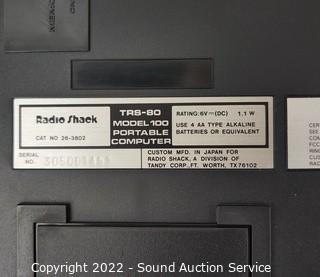 Radio Shack
CAT NO 26-3802
TRS-80
MODEL 100
PORTABLE
COMPUTER
RATING:6V⎓(DC) 1.1 W
USE 4 AA TYPE ALKALINE
BATTERIES OR EQUIVALENT
SERIAL
NO.
CUSTOM MFD. IN JAPAN FOR
RADIO SHACK, A DIVISION OF
TANDY CORP., FT. WORTH, TX76102
Copyright 2022 - Sound Auction Service